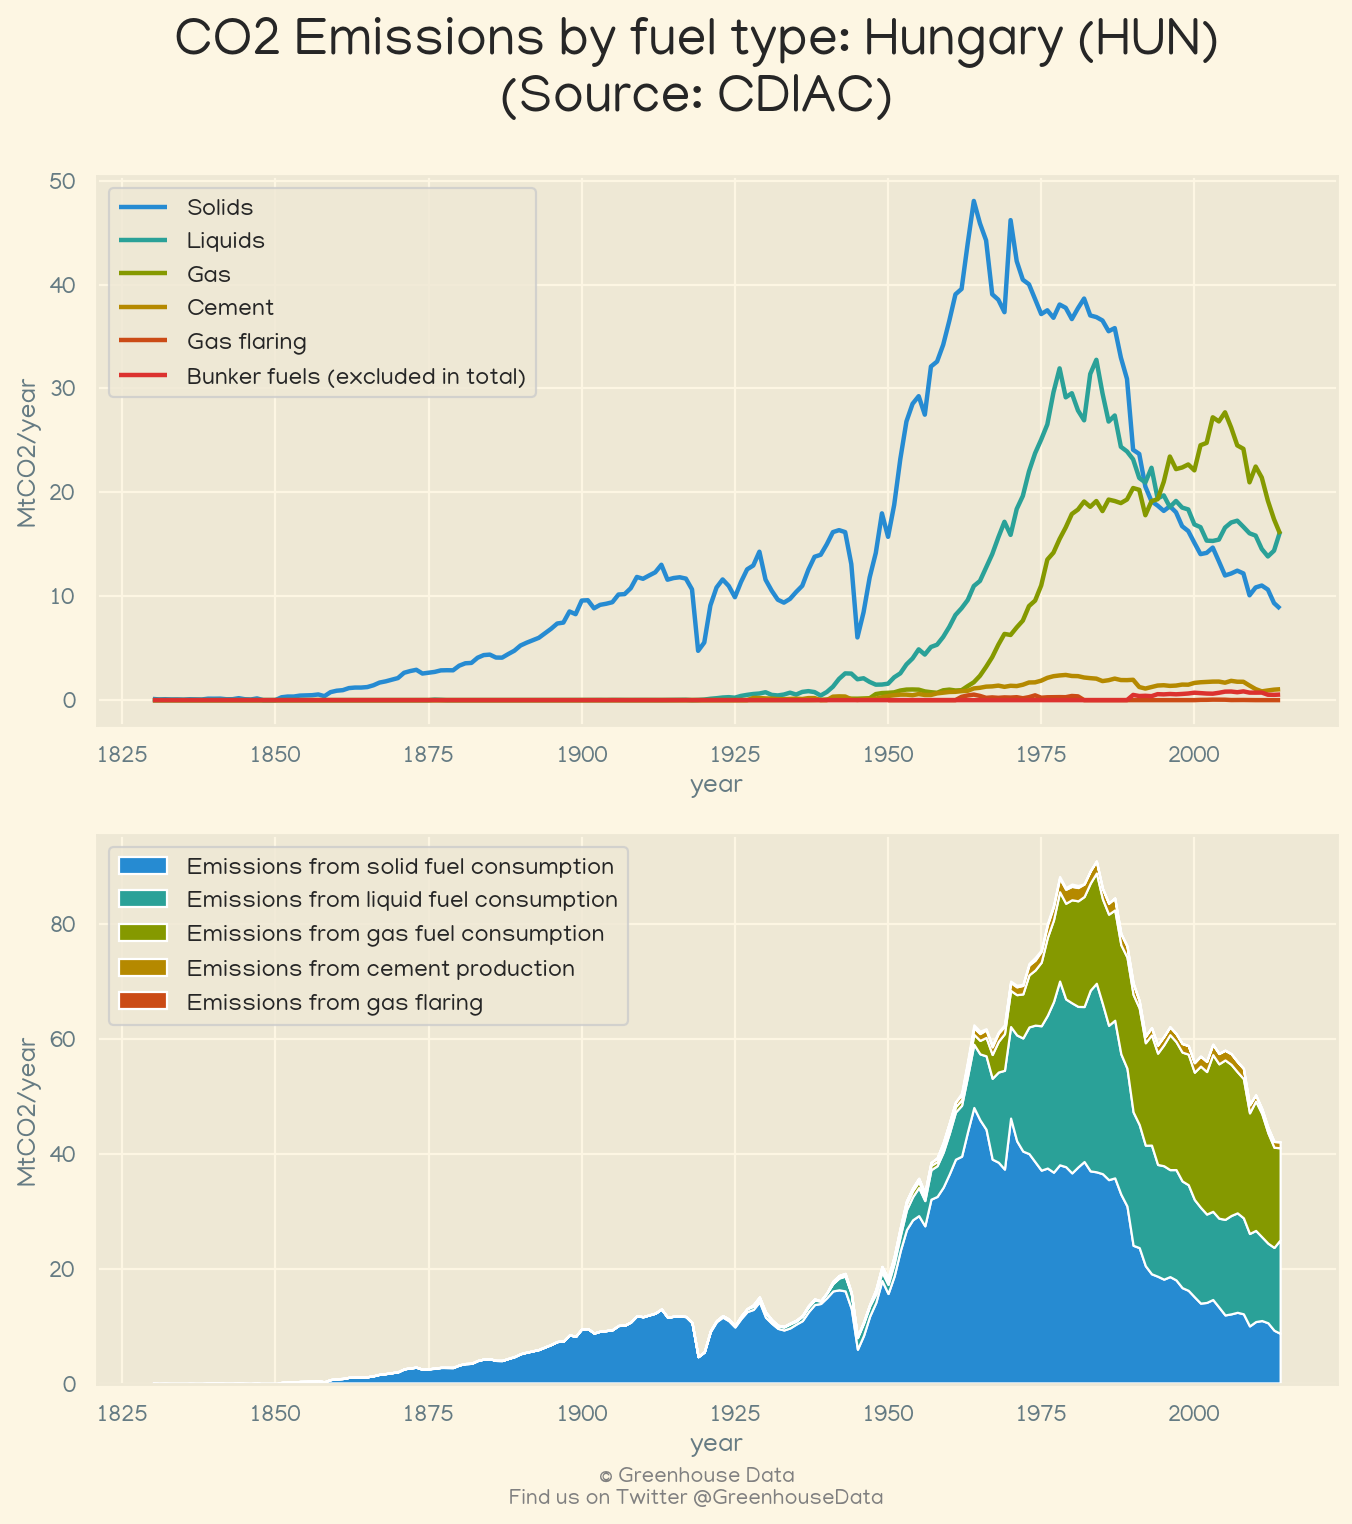 CO2 Emissions by fuel type: Hungary (HUN)
(Source: CDIAC)
50
40
30
20
10
0
MtCO2/year
Solids
Liquids
Gas
Cement
Gas flaring
Bunker fuels (excluded in total)
1825 1850 1875 1900 1925 1950 1975 2000
year
80
60
40
20
0
MtCO2/year
Emissions from solid fuel consumption
Emissions from liquid fuel consumption
Emissions from gas fuel consumption
Emissions from cement production
Emissions from gas flaring
1825 1850 1875 1900 1925 1950 1975 2000
year
© Greenhouse Data
Find us on Twitter @GreenhouseData